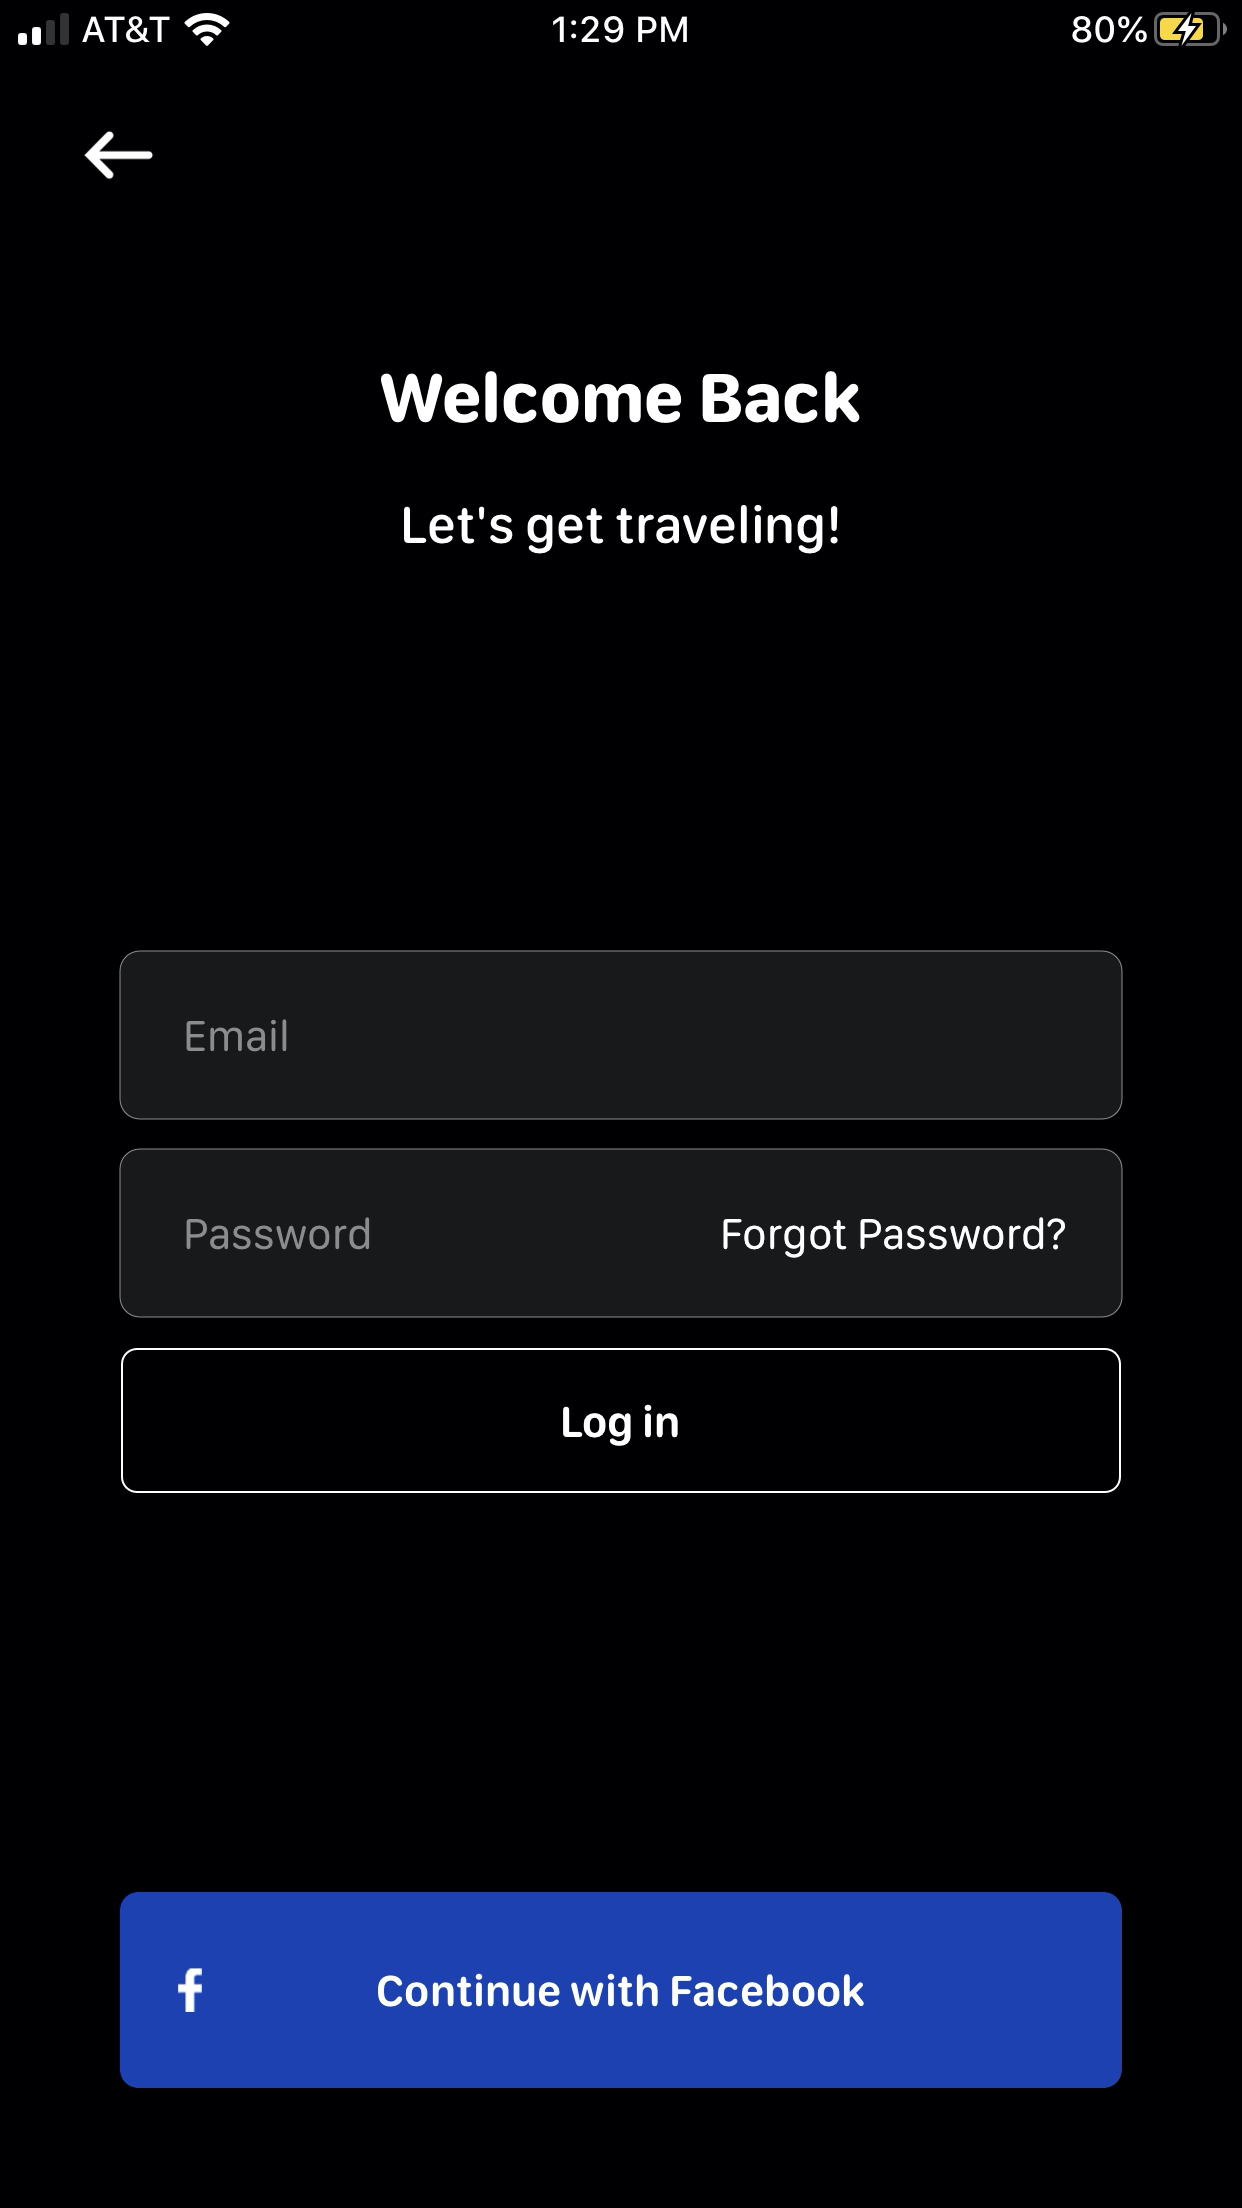 AT&T 1:29 PM 80%
Welcome Back
Let's get traveling!
Email
Password Forgot Password?
Log in
f Continue with Facebook